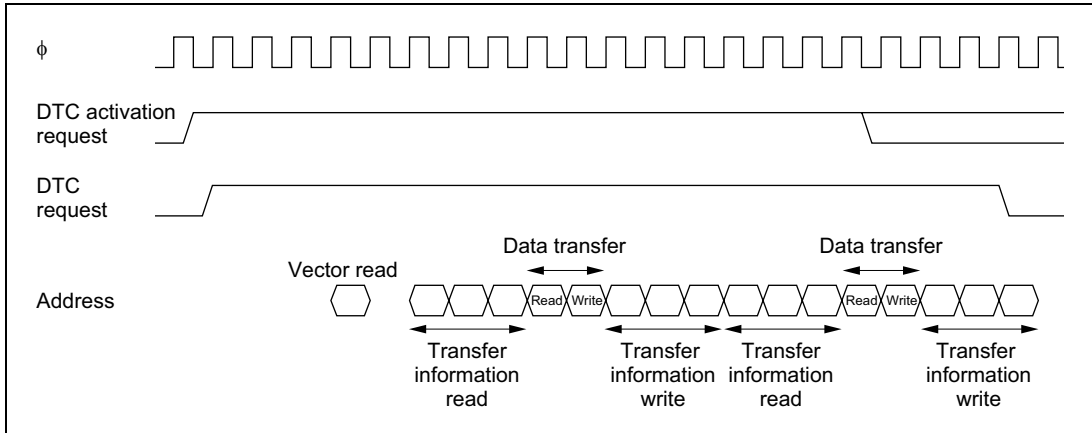 ϕ
DTC activation
request
DTC
request
Data transfer
Data transfer
Vector read
Address
Read
Write
Read
Write
Transfer
information
read
Transfer
information
write
Transfer
information
read
Transfer
information
write